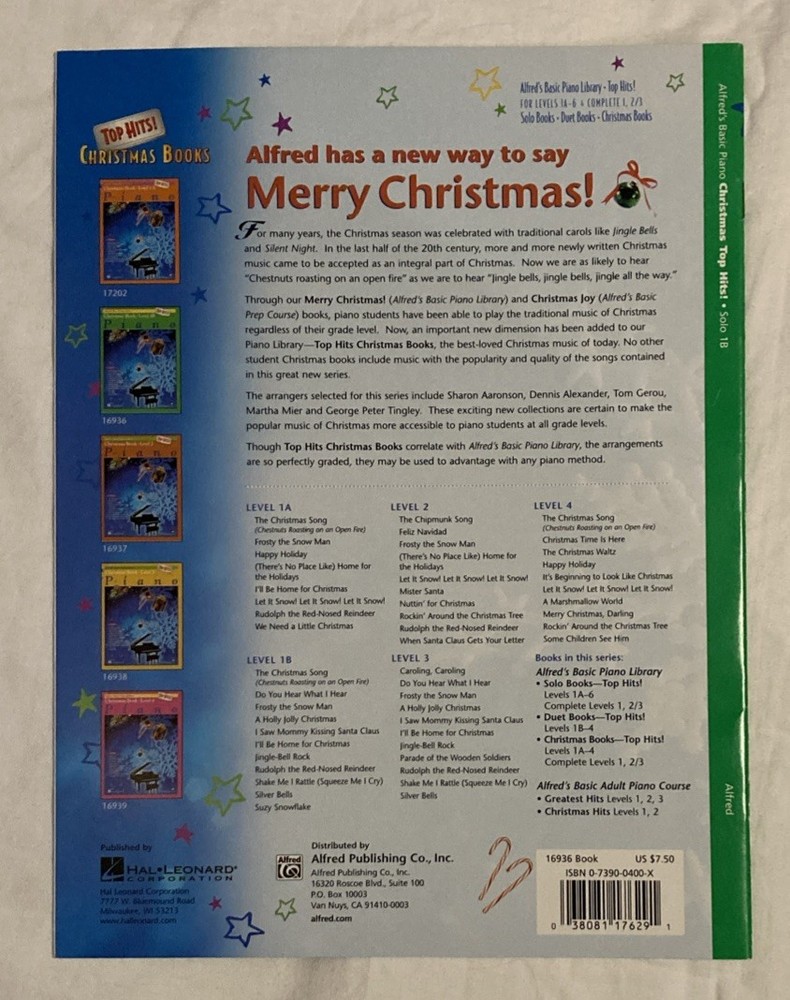 Alfred's Basic Piano Library • Top Hits!
FOR LEVELS 1A–6 & COMPLETE 1, 2/3
Solo Books • Duet Books • Christmas Books
TOP HITS!
CHRISTMAS BOOKS
17202
16936
16937
16938
16939
Alfred has a new way to say
Merry Christmas!
For many years, the Christmas season was celebrated with traditional carols like Jingle Bells
and Silent Night. In the last half of the 20th century, more and more newly written Christmas
music came to be accepted as an integral part of Christmas. Now we are as likely to hear
"Chestnuts roasting on an open fire" as we are to hear "Jingle bells, jingle bells, jingle all the way."
Through our Merry Christmas! (Alfred's Basic Piano Library) and Christmas Joy (Alfred's Basic
Prep Course) books, piano students have been able to play the traditional music of Christmas
regardless of their grade level. Now, an important new dimension has been added to our
Piano Library—Top Hits Christmas Books, the best-loved Christmas music of today. No other
student Christmas books include music with the popularity and quality of the songs contained
in this great new series.
The arrangers selected for this series include Sharon Aaronson, Dennis Alexander, Tom Gerou,
Martha Mier and George Peter Tingley. These exciting new collections are certain to make the
popular music of Christmas more accessible to piano students at all grade levels.
Though Top Hits Christmas Books correlate with Alfred's Basic Piano Library, the arrangements
are so perfectly graded, they may be used to advantage with any piano method.
LEVEL 1A
The Christmas Song
(Chestnuts Roasting on an Open Fire)
Frosty the Snow Man
Happy Holiday
(There's No Place Like) Home for
the Holidays
I'll Be Home for Christmas
Let It Snow! Let It Snow! Let It Snow!
Rudolph the Red-Nosed Reindeer
We Need a Little Christmas
LEVEL 1B
The Christmas Song
(Chestnuts Roasting on an Open Fire)
Do You Hear What I Hear
Frosty the Snow Man
A Holly Jolly Christmas
I Saw Mommy Kissing Santa Claus
I'll Be Home for Christmas
Jingle-Bell Rock
Rudolph the Red-Nosed Reindeer
Shake Me I Rattle (Squeeze Me I Cry)
Silver Bells
Suzy Snowflake
LEVEL 2
The Chipmunk Song
Feliz Navidad
Frosty the Snow Man
(There's No Place Like) Home for
the Holidays
Let It Snow! Let It Snow! Let It Snow!
Mister Santa
Nuttin' for Christmas
Rockin' Around the Christmas Tree
Rudolph the Red-Nosed Reindeer
When Santa Claus Gets Your Letter
LEVEL 3
Caroling, Caroling
Do You Hear What I Hear
Frosty the Snow Man
A Holly Jolly Christmas
I Saw Mommy Kissing Santa Claus
I'll Be Home for Christmas
Jingle-Bell Rock
Parade of the Wooden Soldiers
Rudolph the Red-Nosed Reindeer
Shake Me I Rattle (Squeeze Me I Cry)
Silver Bells
LEVEL 4
The Christmas Song
(Chestnuts Roasting on an Open Fire)
Christmas Time Is Here
The Christmas Waltz
Happy Holiday
It's Beginning to Look Like Christmas
Let It Snow! Let It Snow! Let It Snow!
A Marshmallow World
Merry Christmas, Darling
Rockin' Around the Christmas Tree
Some Children See Him
Books in this series:
Alfred's Basic Piano Library
• Solo Books—Top Hits!
Levels 1A–6
Complete Levels 1, 2/3
• Duet Books—Top Hits!
Levels 1B–4
• Christmas Books—Top Hits!
Levels 1A–4
Complete Levels 1, 2/3
Alfred's Basic Adult Piano Course
• Greatest Hits Levels 1, 2, 3
• Christmas Hits Levels 1, 2
Published by
HAL•LEONARD®
CORPORATION
Hal Leonard Corporation
7777 W. Bluemound Road
Milwaukee, WI 53213
www.halleonard.com
Distributed by
Alfred
Alfred Publishing Co., Inc.
Alfred Publishing Co., Inc.
16320 Roscoe Blvd., Suite 100
P.O. Box 10003
Van Nuys, CA 91410-0003
alfred.com
16936 Book US $7.50
ISBN 0-7390-0400-X
0 38081 17629 1
Alfred's Basic Piano Christmas Top Hits! • Solo 1B
Alfred